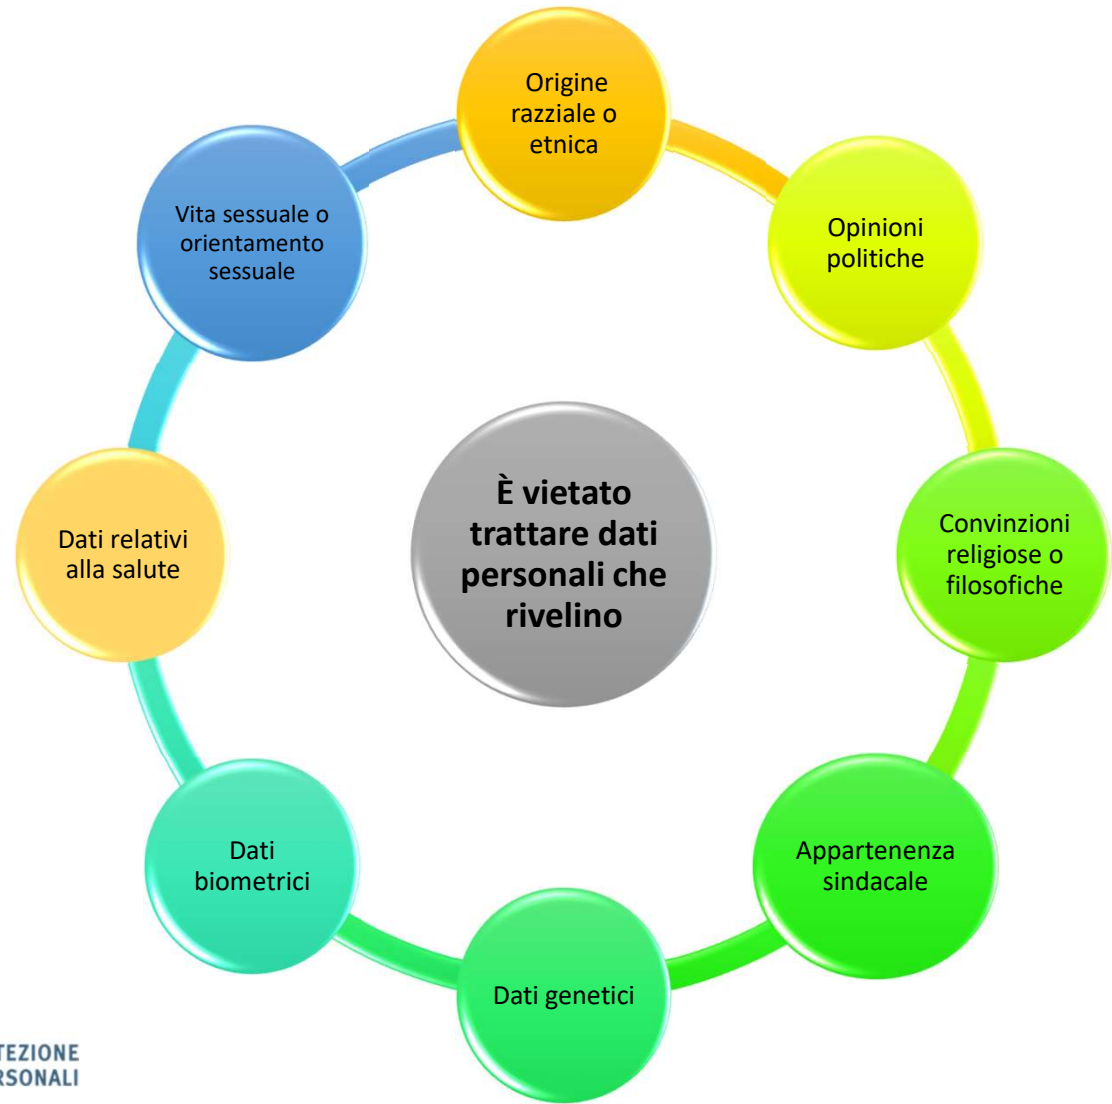 Origine
razziale o
etnica
Opinioni
politiche
Convinzioni
religiose o
filosofiche
Appartenenza
sindacale
Dati genetici
Dati
biometrici
Dati relativi
alla salute
Vita sessuale o
orientamento
sessuale
È vietato
trattare dati
personali che
rivelino
TEZIONE
RSONALI